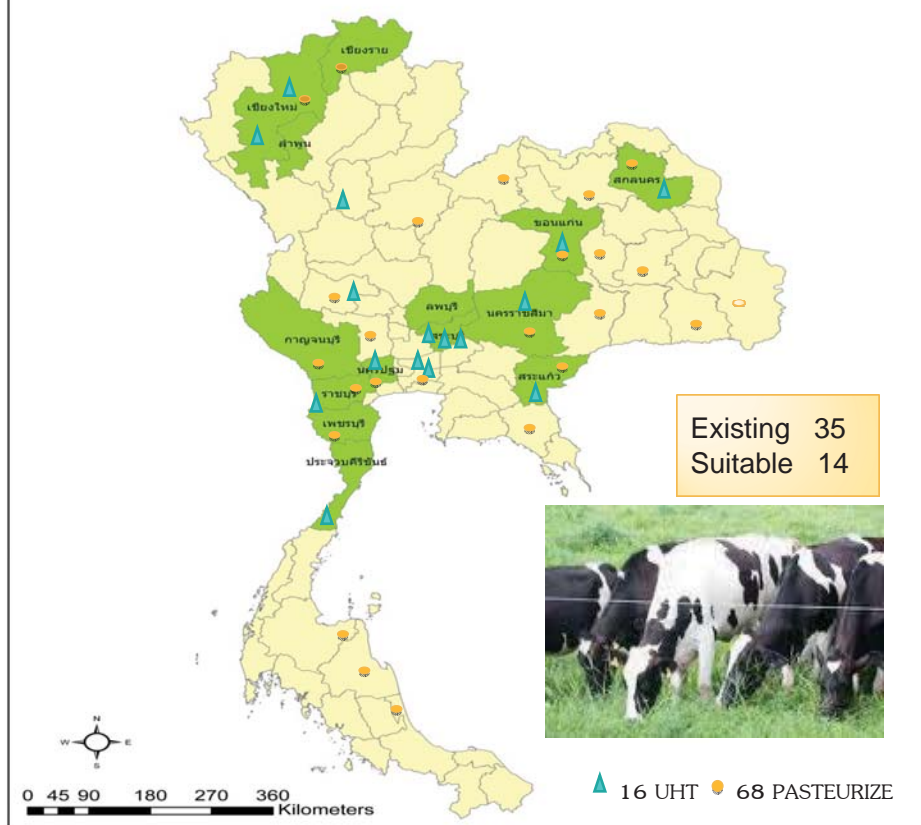 เชียงราย
เชียงใหม่
ลำพูน
สกลนคร
ขอนแก่น
ลพบุรี
นครราชสีมา
กาญจนบุรี
นครปฐม
สระแก้ว
ราชบุรี
เพชรบุรี
ประจวบคีรีขันธ์
Existing 35
Suitable 14
N
W E
S
0 45 90 180 270 360
Kilometers
16 UHT 68 PASTEURIZE